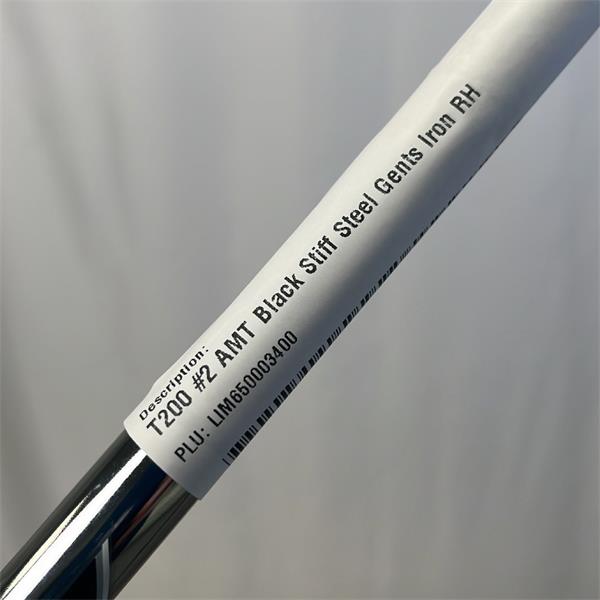 Description:
T200 #2 AMT Black Stiff Steel Gents Iron RH
PLU: LIM650003400